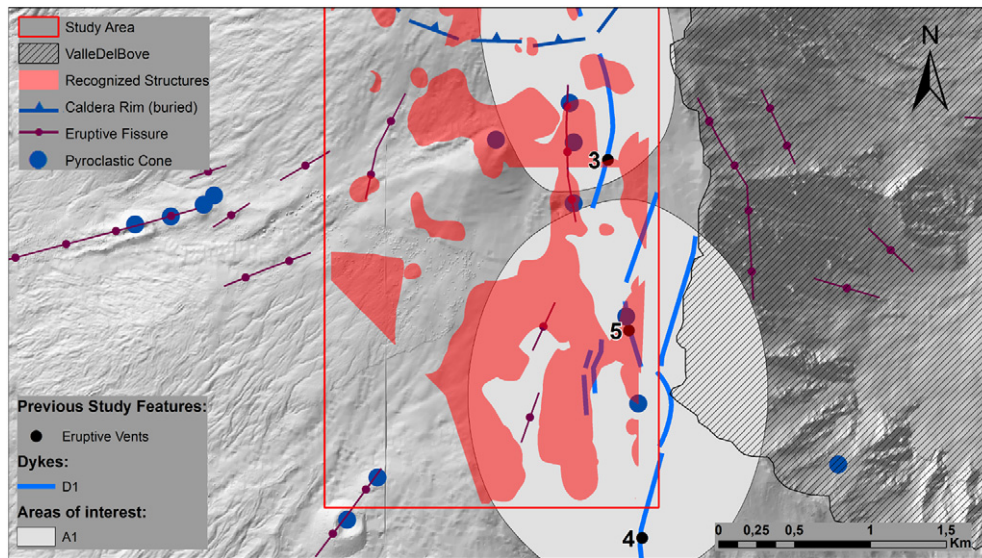 Study Area
ValleDelBove
Recognized Structures
Caldera Rim (buried)
Eruptive Fissure
Pyroclastic Cone
N
3
5
4
Previous Study Features:
Eruptive Vents
Dykes:
D1
Areas of interest:
A1
0 0,25 0,5 1 1,5
Km